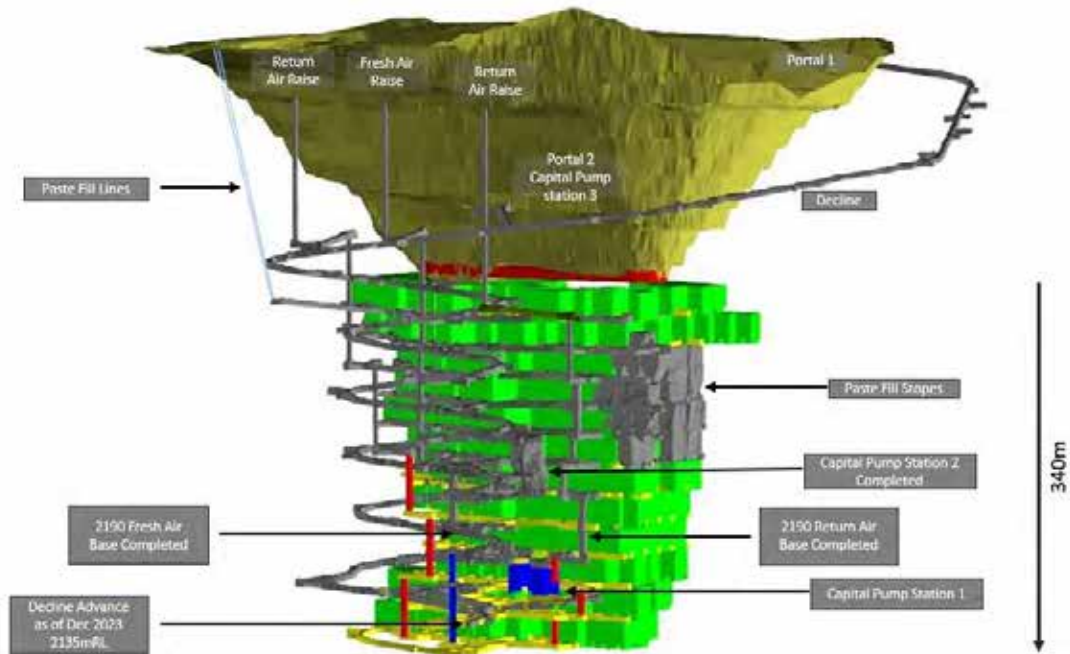 Return
Air Raise
Fresh Air
Raise
Return
Air Raise
Portal 1
Paste Fill Lines
Portal 2
Capital Pump
station 3
Decline
Paste Fill Stopes
340m
Capital Pump Station 2
Completed
2190 Fresh Air
Base Completed
2190 Return Air
Base Completed
Capital Pump Station 1
Decline Advance
as of Dec 2023
2135mRL